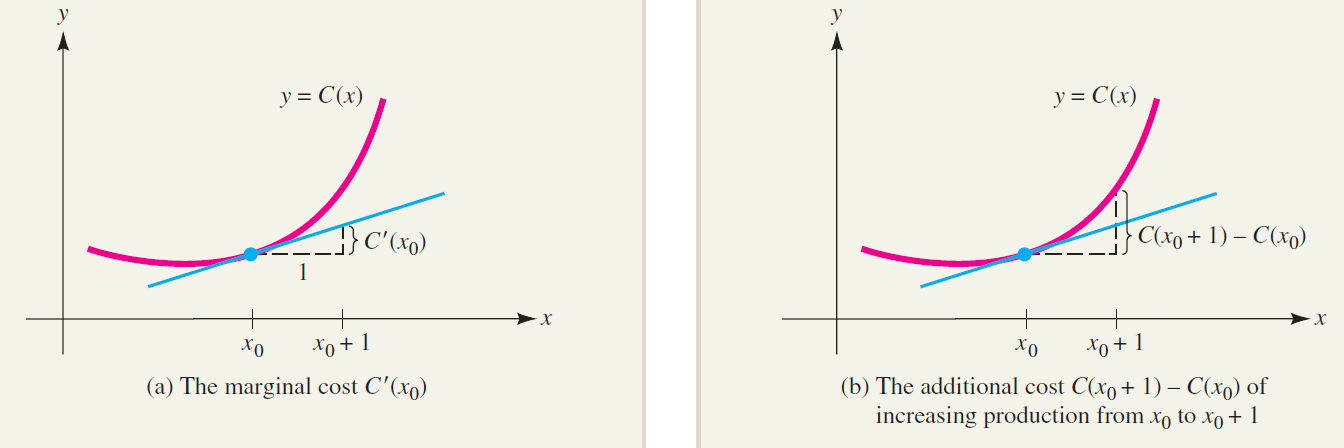 y
y = C(x)
C′(x₀)
1
x
x₀
x₀ + 1
(a) The marginal cost C′(x₀)
y
y = C(x)
C(x₀ + 1) – C(x₀)
x
x₀
x₀ + 1
(b) The additional cost C(x₀ + 1) – C(x₀) of
increasing production from x₀ to x₀ + 1